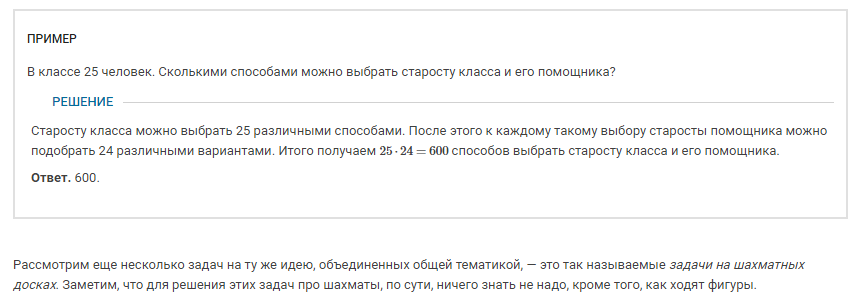 ПРИМЕР
В классе 25 человек. Сколькими способами можно выбрать старосту класса и его помощника?
РЕШЕНИЕ
Старосту класса можно выбрать 25 различными способами. После этого к каждому такому выбору старосты помощника можно
подобрать 24 различными вариантами. Итого получаем 25 · 24 = 600 способов выбрать старосту класса и его помощника.
Ответ. 600.
Рассмотрим еще несколько задач на ту же идею, объединенных общей тематикой, — это так называемые задачи на шахматных
досках. Заметим, что для решения этих задач про шахматы, по сути, ничего знать не надо, кроме того, как ходят фигуры.